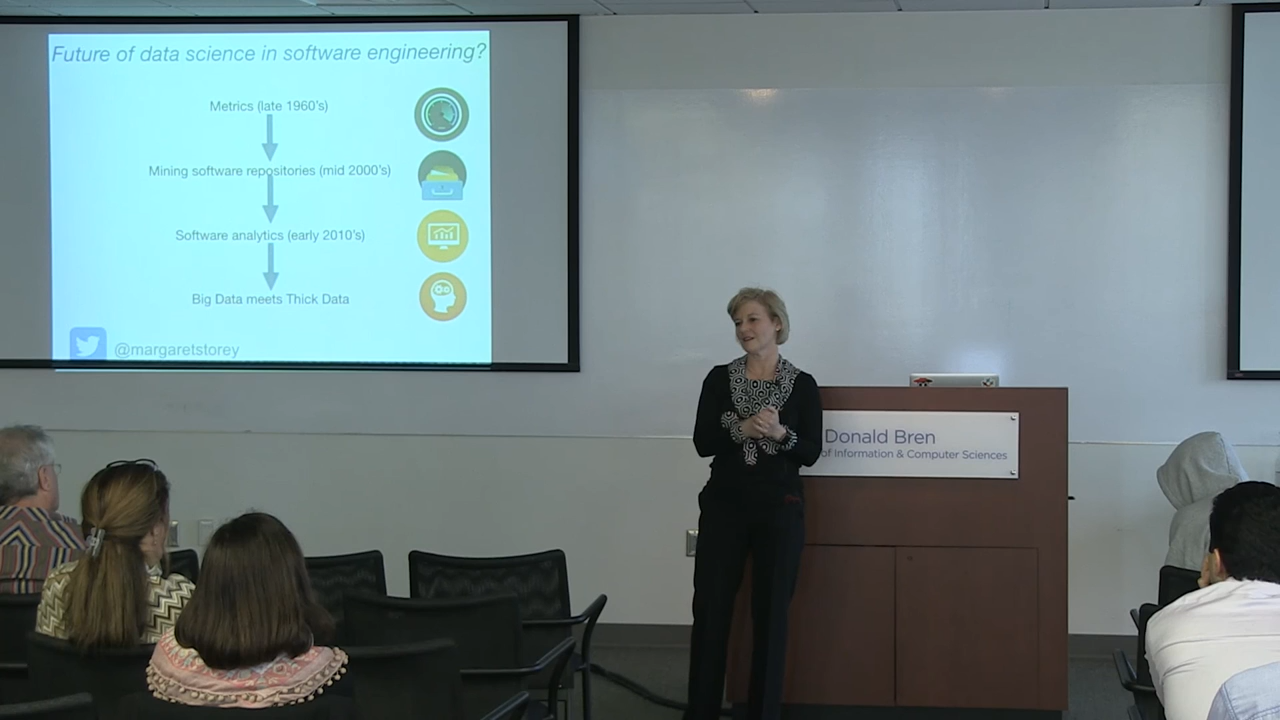 Future of data science in software engineering?
Metrics (late 1960's)
Mining software repositories (mid 2000's)
Software analytics (early 2010's)
Big Data meets Thick Data
@margaretstorey
Donald Bren
of Information & Computer Sciences